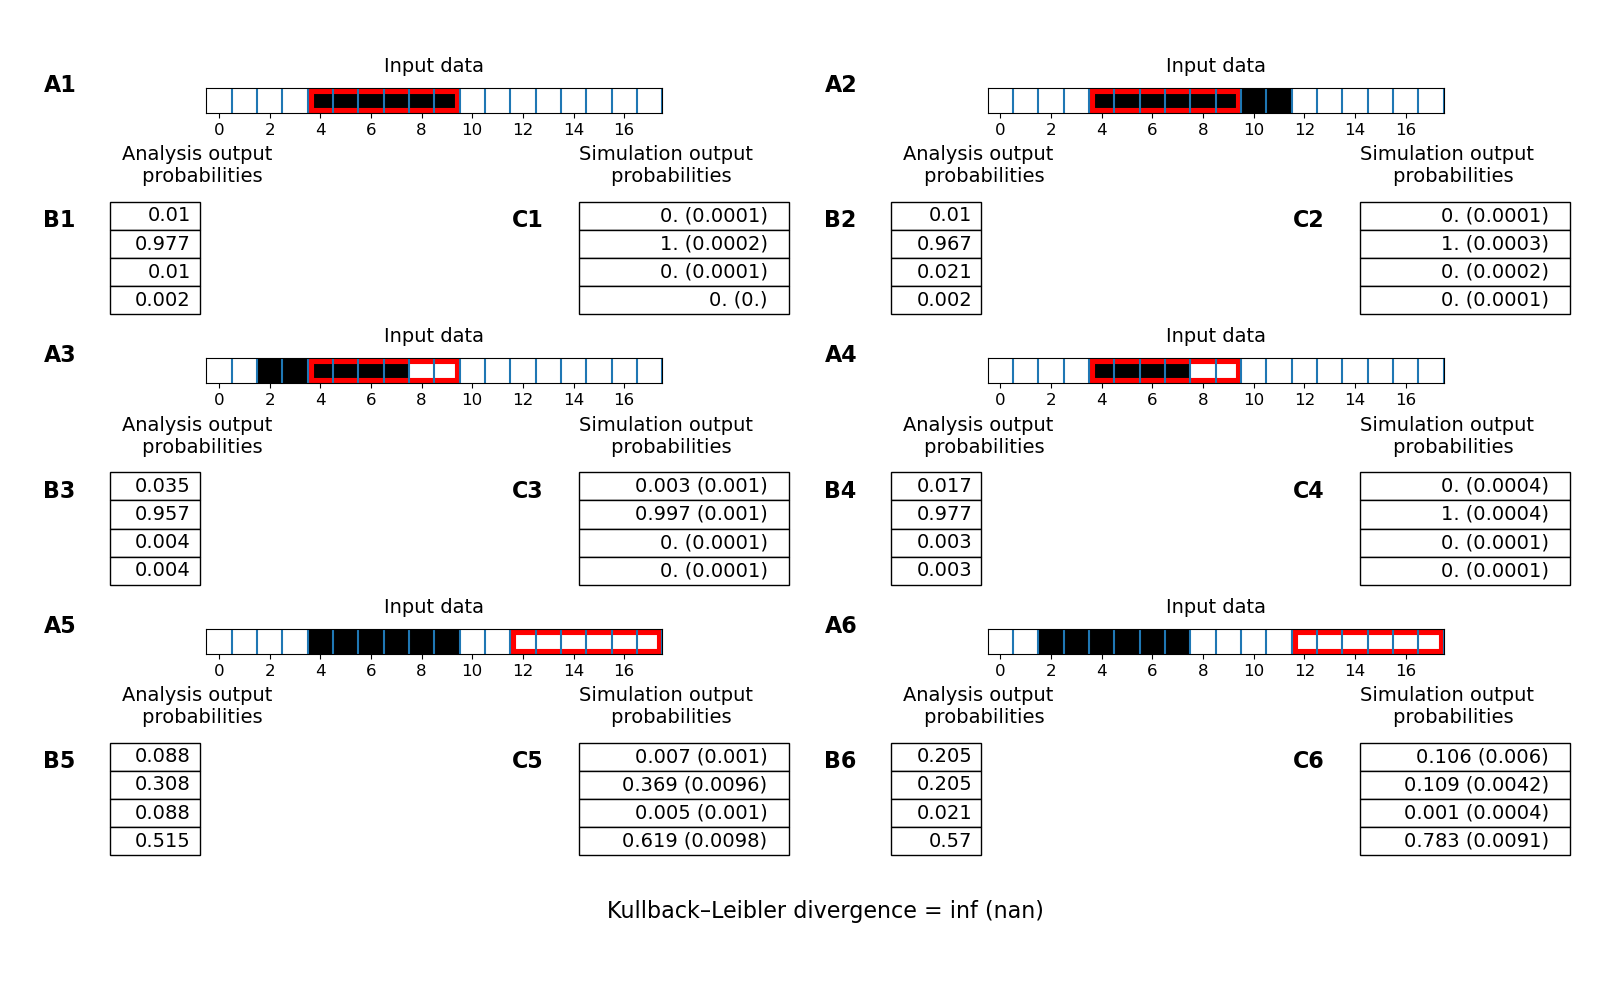 Input data
A1
0 2 4 6 8 10 12 14 16
Analysis output
probabilities
Simulation output
probabilities
B1
0.01
0.977
0.01
0.002
C1
0. (0.0001)
1. (0.0002)
0. (0.0001)
0. (0.)
Input data
A2
0 2 4 6 8 10 12 14 16
Analysis output
probabilities
Simulation output
probabilities
B2
0.01
0.967
0.021
0.002
C2
0. (0.0001)
1. (0.0003)
0. (0.0002)
0. (0.0001)
Input data
A3
0 2 4 6 8 10 12 14 16
Analysis output
probabilities
Simulation output
probabilities
B3
0.035
0.957
0.004
0.004
C3
0.003 (0.001)
0.997 (0.001)
0. (0.0001)
0. (0.0001)
Input data
A4
0 2 4 6 8 10 12 14 16
Analysis output
probabilities
Simulation output
probabilities
B4
0.017
0.977
0.003
0.003
C4
0. (0.0004)
1. (0.0004)
0. (0.0001)
0. (0.0001)
Input data
A5
0 2 4 6 8 10 12 14 16
Analysis output
probabilities
Simulation output
probabilities
B5
0.088
0.308
0.088
0.515
C5
0.007 (0.001)
0.369 (0.0096)
0.005 (0.001)
0.619 (0.0098)
Input data
A6
0 2 4 6 8 10 12 14 16
Analysis output
probabilities
Simulation output
probabilities
B6
0.205
0.205
0.021
0.57
C6
0.106 (0.006)
0.109 (0.0042)
0.001 (0.0004)
0.783 (0.0091)
Kullback–Leibler divergence = inf (nan)